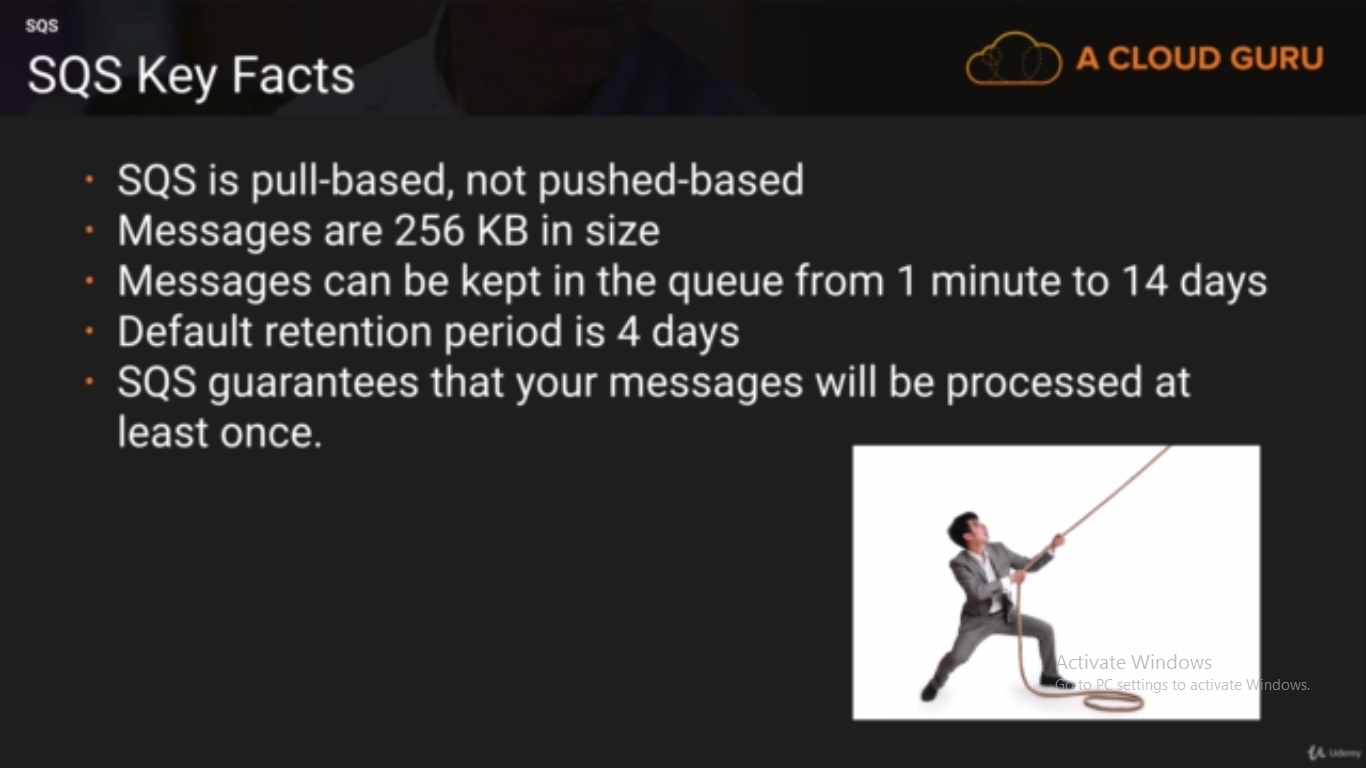 SQS
SQS Key Facts
A CLOUD GURU
• SQS is pull-based, not pushed-based
• Messages are 256 KB in size
• Messages can be kept in the queue from 1 minute to 14 days
• Default retention period is 4 days
• SQS guarantees that your messages will be processed at
least once.
Activate Windows
Go to PC settings to activate Windows.
Udemy